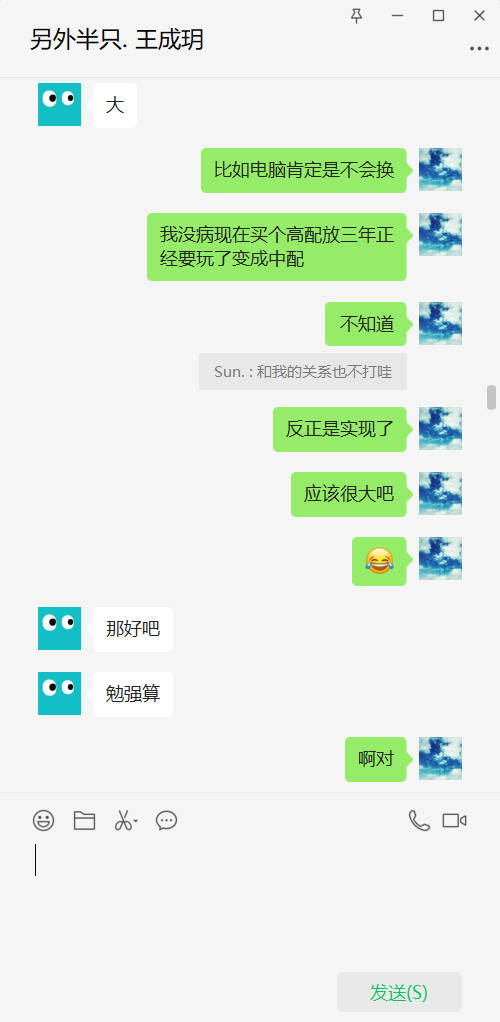 另外半只. 王成玥
大
比如电脑肯定是不会换
我没病现在买个高配放三年正
经要玩了变成中配
不知道
Sun. : 和我的关系也不打哇
反正是实现了
应该很大吧
😂
那好吧
勉强算
啊对
发送(S)